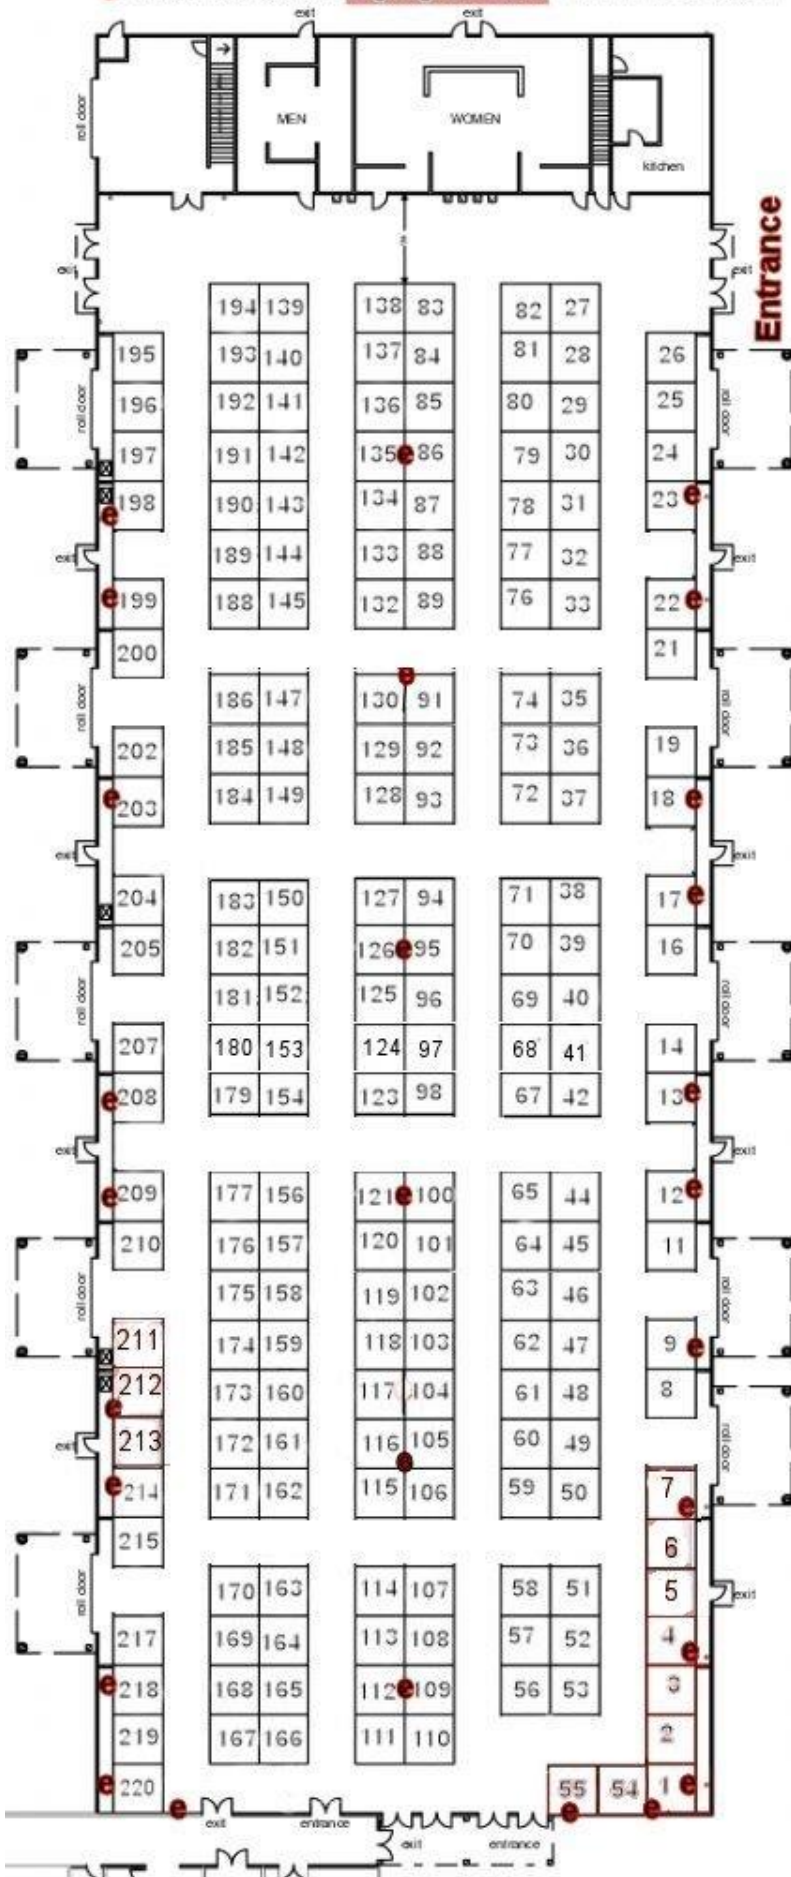 exit exit
MEN WOMEN
roll door
kitchen
Entrance
exit exit
194 139 138 83 82 27
195 193 140 137 84 81 28 26
roll door roll door
196 192 141 136 85 80 29 25
197 191 142 135 e 86 79 30 24
198 e 190 143 134 87 78 31 23 e
exit 189 144 133 88 77 32 exit
e 199 188 145 132 89 76 33 22 e
200 21
e
roll door 186 147 130 91 74 35 roll door
202 185 148 129 92 73 36 19
e 203 184 149 128 93 72 37 18 e
exit exit
204 183 150 127 94 71 38 17 e
205 182 151 126 e 95 70 39 16
roll door 181 152 125 96 69 40 roll door
207 180 153 124 97 68 41 14
e 208 179 154 123 98 67 42 13 e
exit exit
e 209 177 156 121 e 100 65 44 12 e
210 176 157 120 101 64 45 11
roll door 175 158 119 102 63 46 roll door
211 174 159 118 103 62 47 9 e
212 e 173 160 117 104 61 48 8
exit 213 172 161 116 105 60 49 roll door
e 214 171 162 115 106 59 50 7 e
215 6
roll door 170 163 114 107 58 51 5 exit
217 169 164 113 108 57 52 4 e
e 218 168 165 112 e 109 56 53 3
219 167 166 111 110 2
e 220 55 54 1 e
e e e
exit entrance
exit entrance